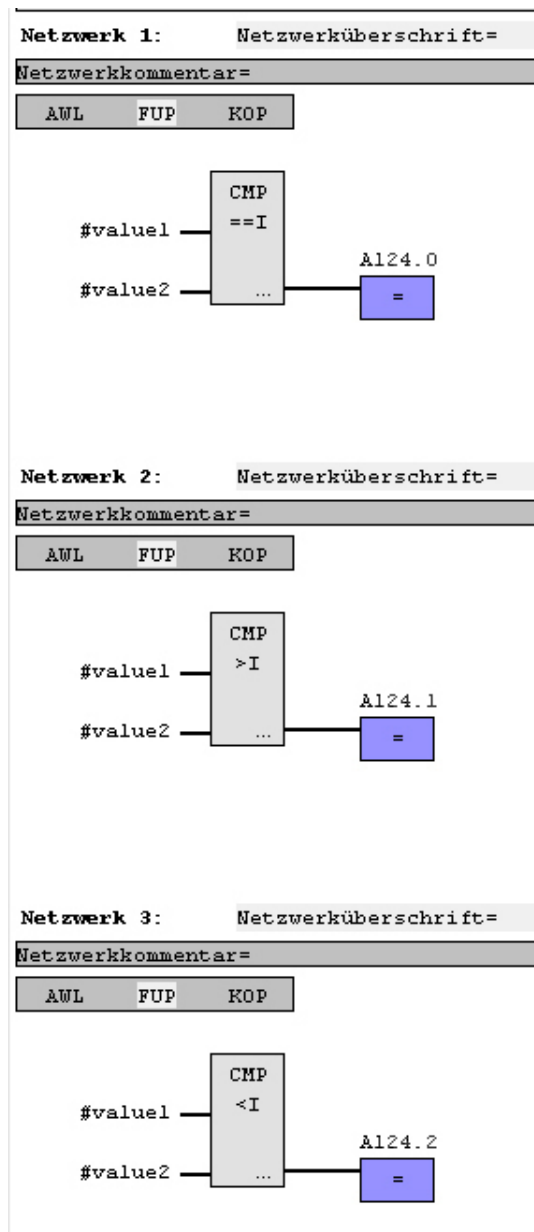 Netzwerk 1: Netzwerküberschrift=
Netzwerkkommentar=
AWL FUP KOP
CMP
==I
#value1
A124.0
#value2 ... =
Netzwerk 2: Netzwerküberschrift=
Netzwerkkommentar=
AWL FUP KOP
CMP
#value1 >I
A124.1
#value2 ... =
Netzwerk 3: Netzwerküberschrift=
Netzwerkkommentar=
AWL FUP KOP
CMP
#value1 <I
A124.2
#value2 ... =